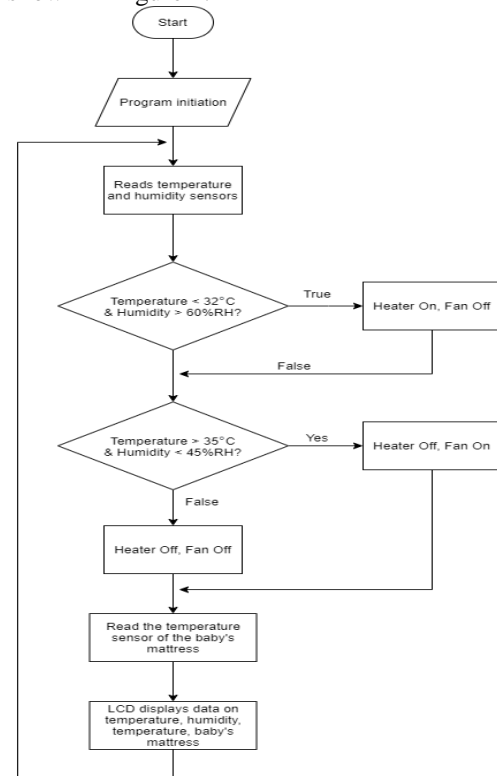 Start
Program initiation
Reads temperature
and humidity sensors
Temperature < 32°C
& Humidity > 60%RH?
True
Heater On, Fan Off
False
Temperature > 35°C
& Humidity < 45%RH?
Yes
Heater Off, Fan On
False
Heater Off, Fan Off
Read the temperature
sensor of the baby's
mattress
LCD displays data on
temperature, humidity,
temperature, baby's
mattress